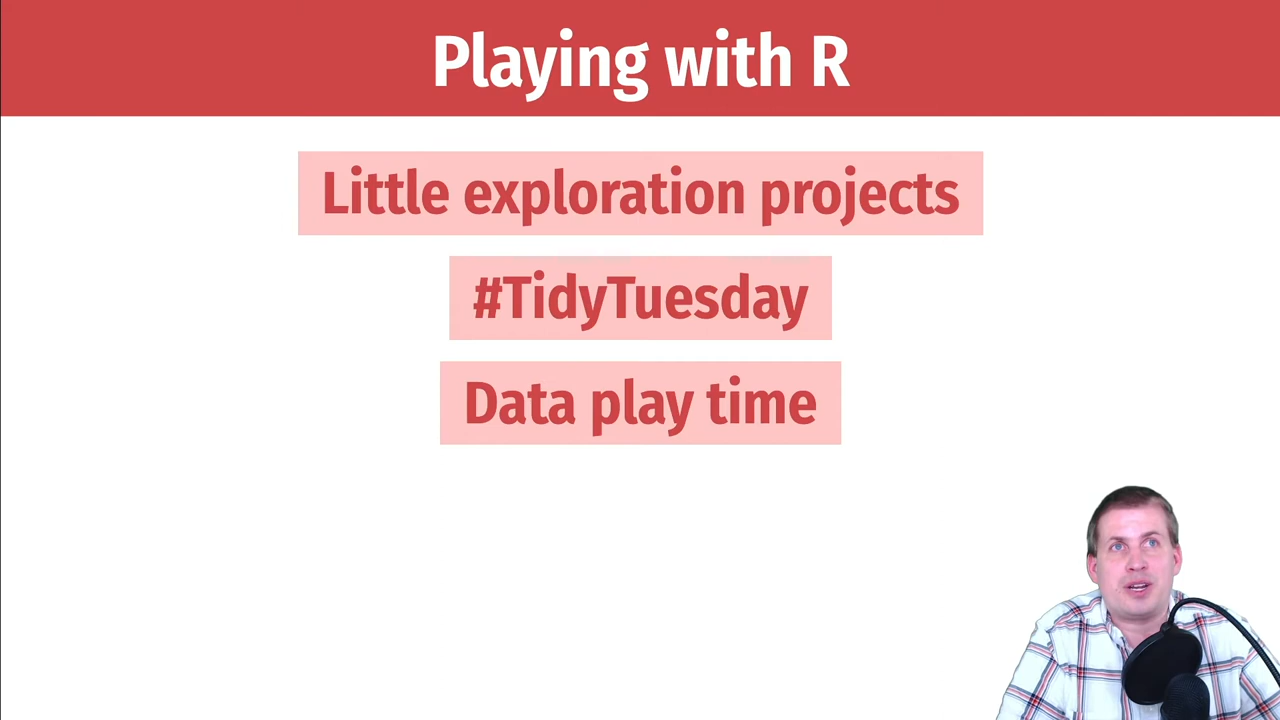 Playing with R
Little exploration projects
#TidyTuesday
Data play time